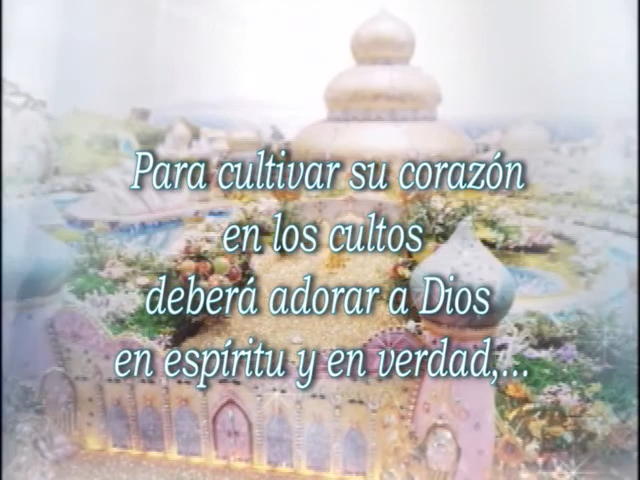 Para cultivar su corazón
en los cultos
deberá adorar a Dios
en espíritu y en verdad,...